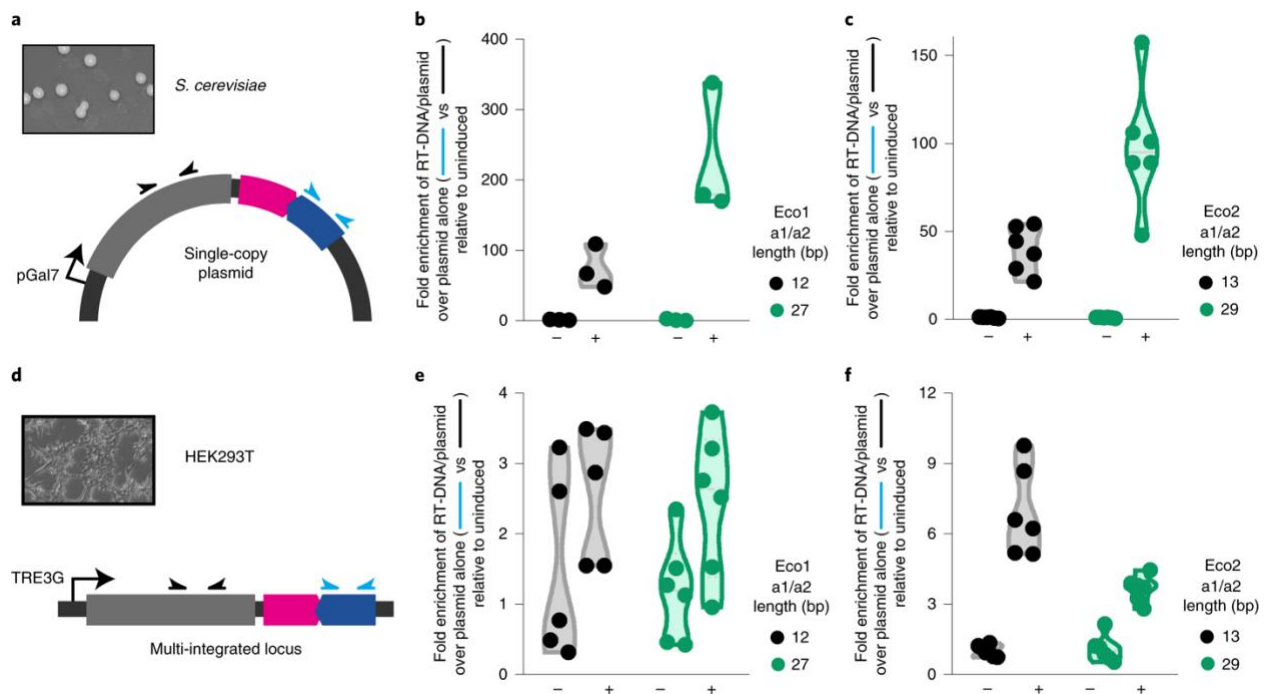 a
S. cerevisiae
pGal7
Single-copy
plasmid
b
Fold enrichment of RT-DNA/plasmid
over plasmid alone ( vs )
relative to uninduced
400
300
200
100
0
– + – +
Eco1
a1/a2
length (bp)
12
27
c
Fold enrichment of RT-DNA/plasmid
over plasmid alone ( vs )
relative to uninduced
150
100
50
0
– + – +
Eco2
a1/a2
length (bp)
13
29
d
HEK293T
TRE3G
Multi-integrated locus
e
Fold enrichment of RT-DNA/plasmid
over plasmid alone ( vs )
relative to uninduced
4
3
2
1
0
– + – +
Eco1
a1/a2
length (bp)
12
27
f
Fold enrichment of RT-DNA/plasmid
over plasmid alone ( vs )
relative to uninduced
12
9
6
3
0
– + – +
Eco2
a1/a2
length (bp)
13
29